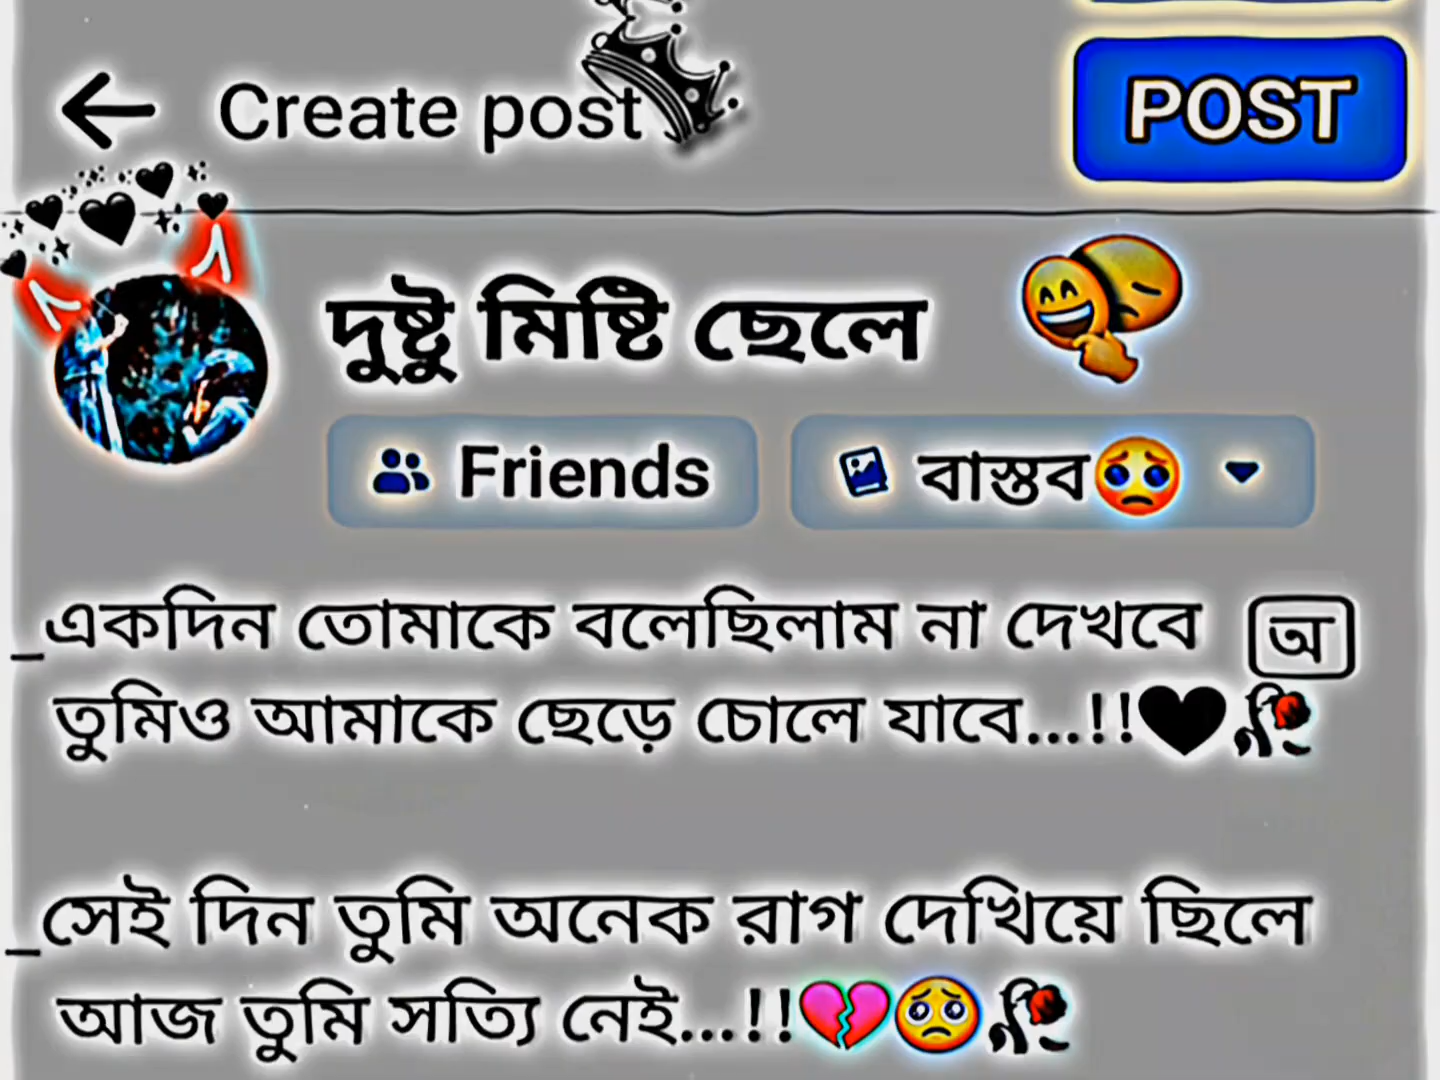 Create post
POST
দুষ্টু মিষ্টি ছেলে
Friends
বাস্তব🥺
_একদিন তোমাকে বলেছিলাম না দেখবে
অ
তুমিও আমাকে ছেড়ে চোলে যাবে...!!🖤🥀
_সেই দিন তুমি অনেক রাগ দেখিয়ে ছিলে
আজ তুমি সত্যি নেই...!!💔🥺🥀